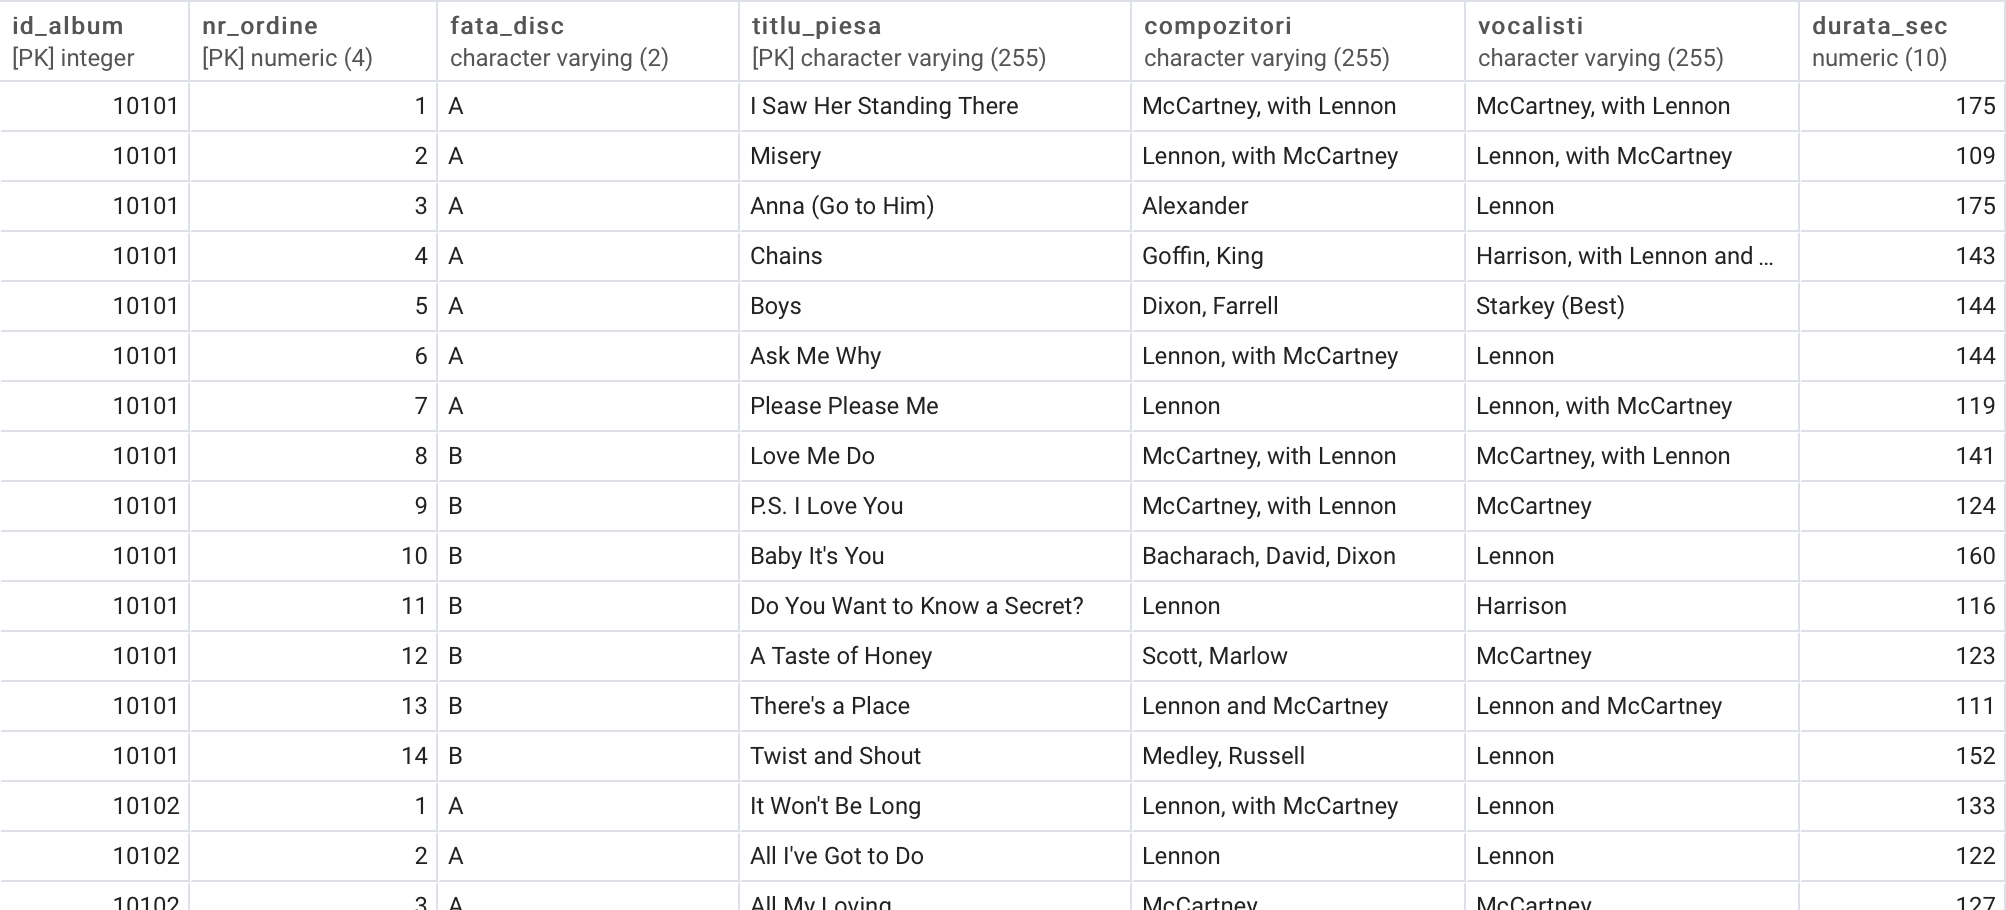 id_album nr_ordine fata_disc titlu_piesa compozitori vocalisti durata_sec
[PK] integer [PK] numeric (4) character varying (2) [PK] character varying (255) character varying (255) character varying (255) numeric (10)
10101 1 A I Saw Her Standing There McCartney, with Lennon McCartney, with Lennon 175
10101 2 A Misery Lennon, with McCartney Lennon, with McCartney 109
10101 3 A Anna (Go to Him) Alexander Lennon 175
10101 4 A Chains Goffin, King Harrison, with Lennon and ... 143
10101 5 A Boys Dixon, Farrell Starkey (Best) 144
10101 6 A Ask Me Why Lennon, with McCartney Lennon 144
10101 7 A Please Please Me Lennon Lennon, with McCartney 119
10101 8 B Love Me Do McCartney, with Lennon McCartney, with Lennon 141
10101 9 B P.S. I Love You McCartney, with Lennon McCartney 124
10101 10 B Baby It's You Bacharach, David, Dixon Lennon 160
10101 11 B Do You Want to Know a Secret? Lennon Harrison 116
10101 12 B A Taste of Honey Scott, Marlow McCartney 123
10101 13 B There's a Place Lennon and McCartney Lennon and McCartney 111
10101 14 B Twist and Shout Medley, Russell Lennon 152
10102 1 A It Won't Be Long Lennon, with McCartney Lennon 133
10102 2 A All I've Got to Do Lennon Lennon 122
10102 3 A All My Loving McCartney McCartney 127